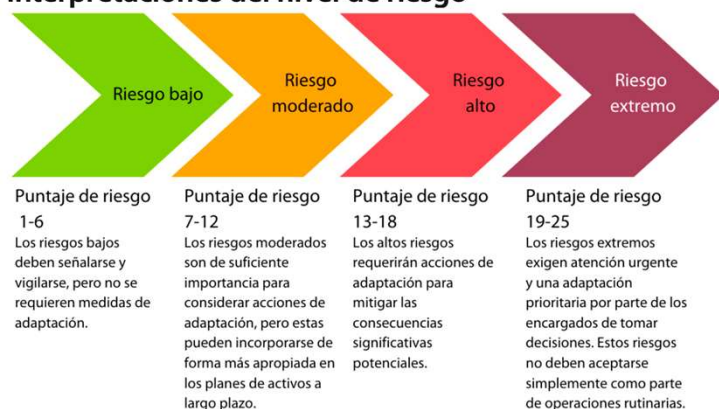 Interpretaciones del nivel de riesgo
Riesgo bajo
Riesgo
moderado
Riesgo
alto
Riesgo
extremo
Puntaje de riesgo
1-6
Los riesgos bajos
deben señalarse y
vigilarse, pero no se
requieren medidas de
adaptación.
Puntaje de riesgo
7-12
Los riesgos moderados
son de suficiente
importancia para
considerar acciones de
adaptación, pero estas
pueden incorporarse de
forma más apropiada en
los planes de activos a
largo plazo.
Puntaje de riesgo
13-18
Los altos riesgos
requerirán acciones de
adaptación para
mitigar las
consecuencias
significativas
potenciales.
Puntaje de riesgo
19-25
Los riesgos extremos
exigen atención urgente
y una adaptación
prioritaria por parte de los
encargados de tomar
decisiones. Estos riesgos
no deben aceptarse
simplemente como parte
de operaciones rutinarias.